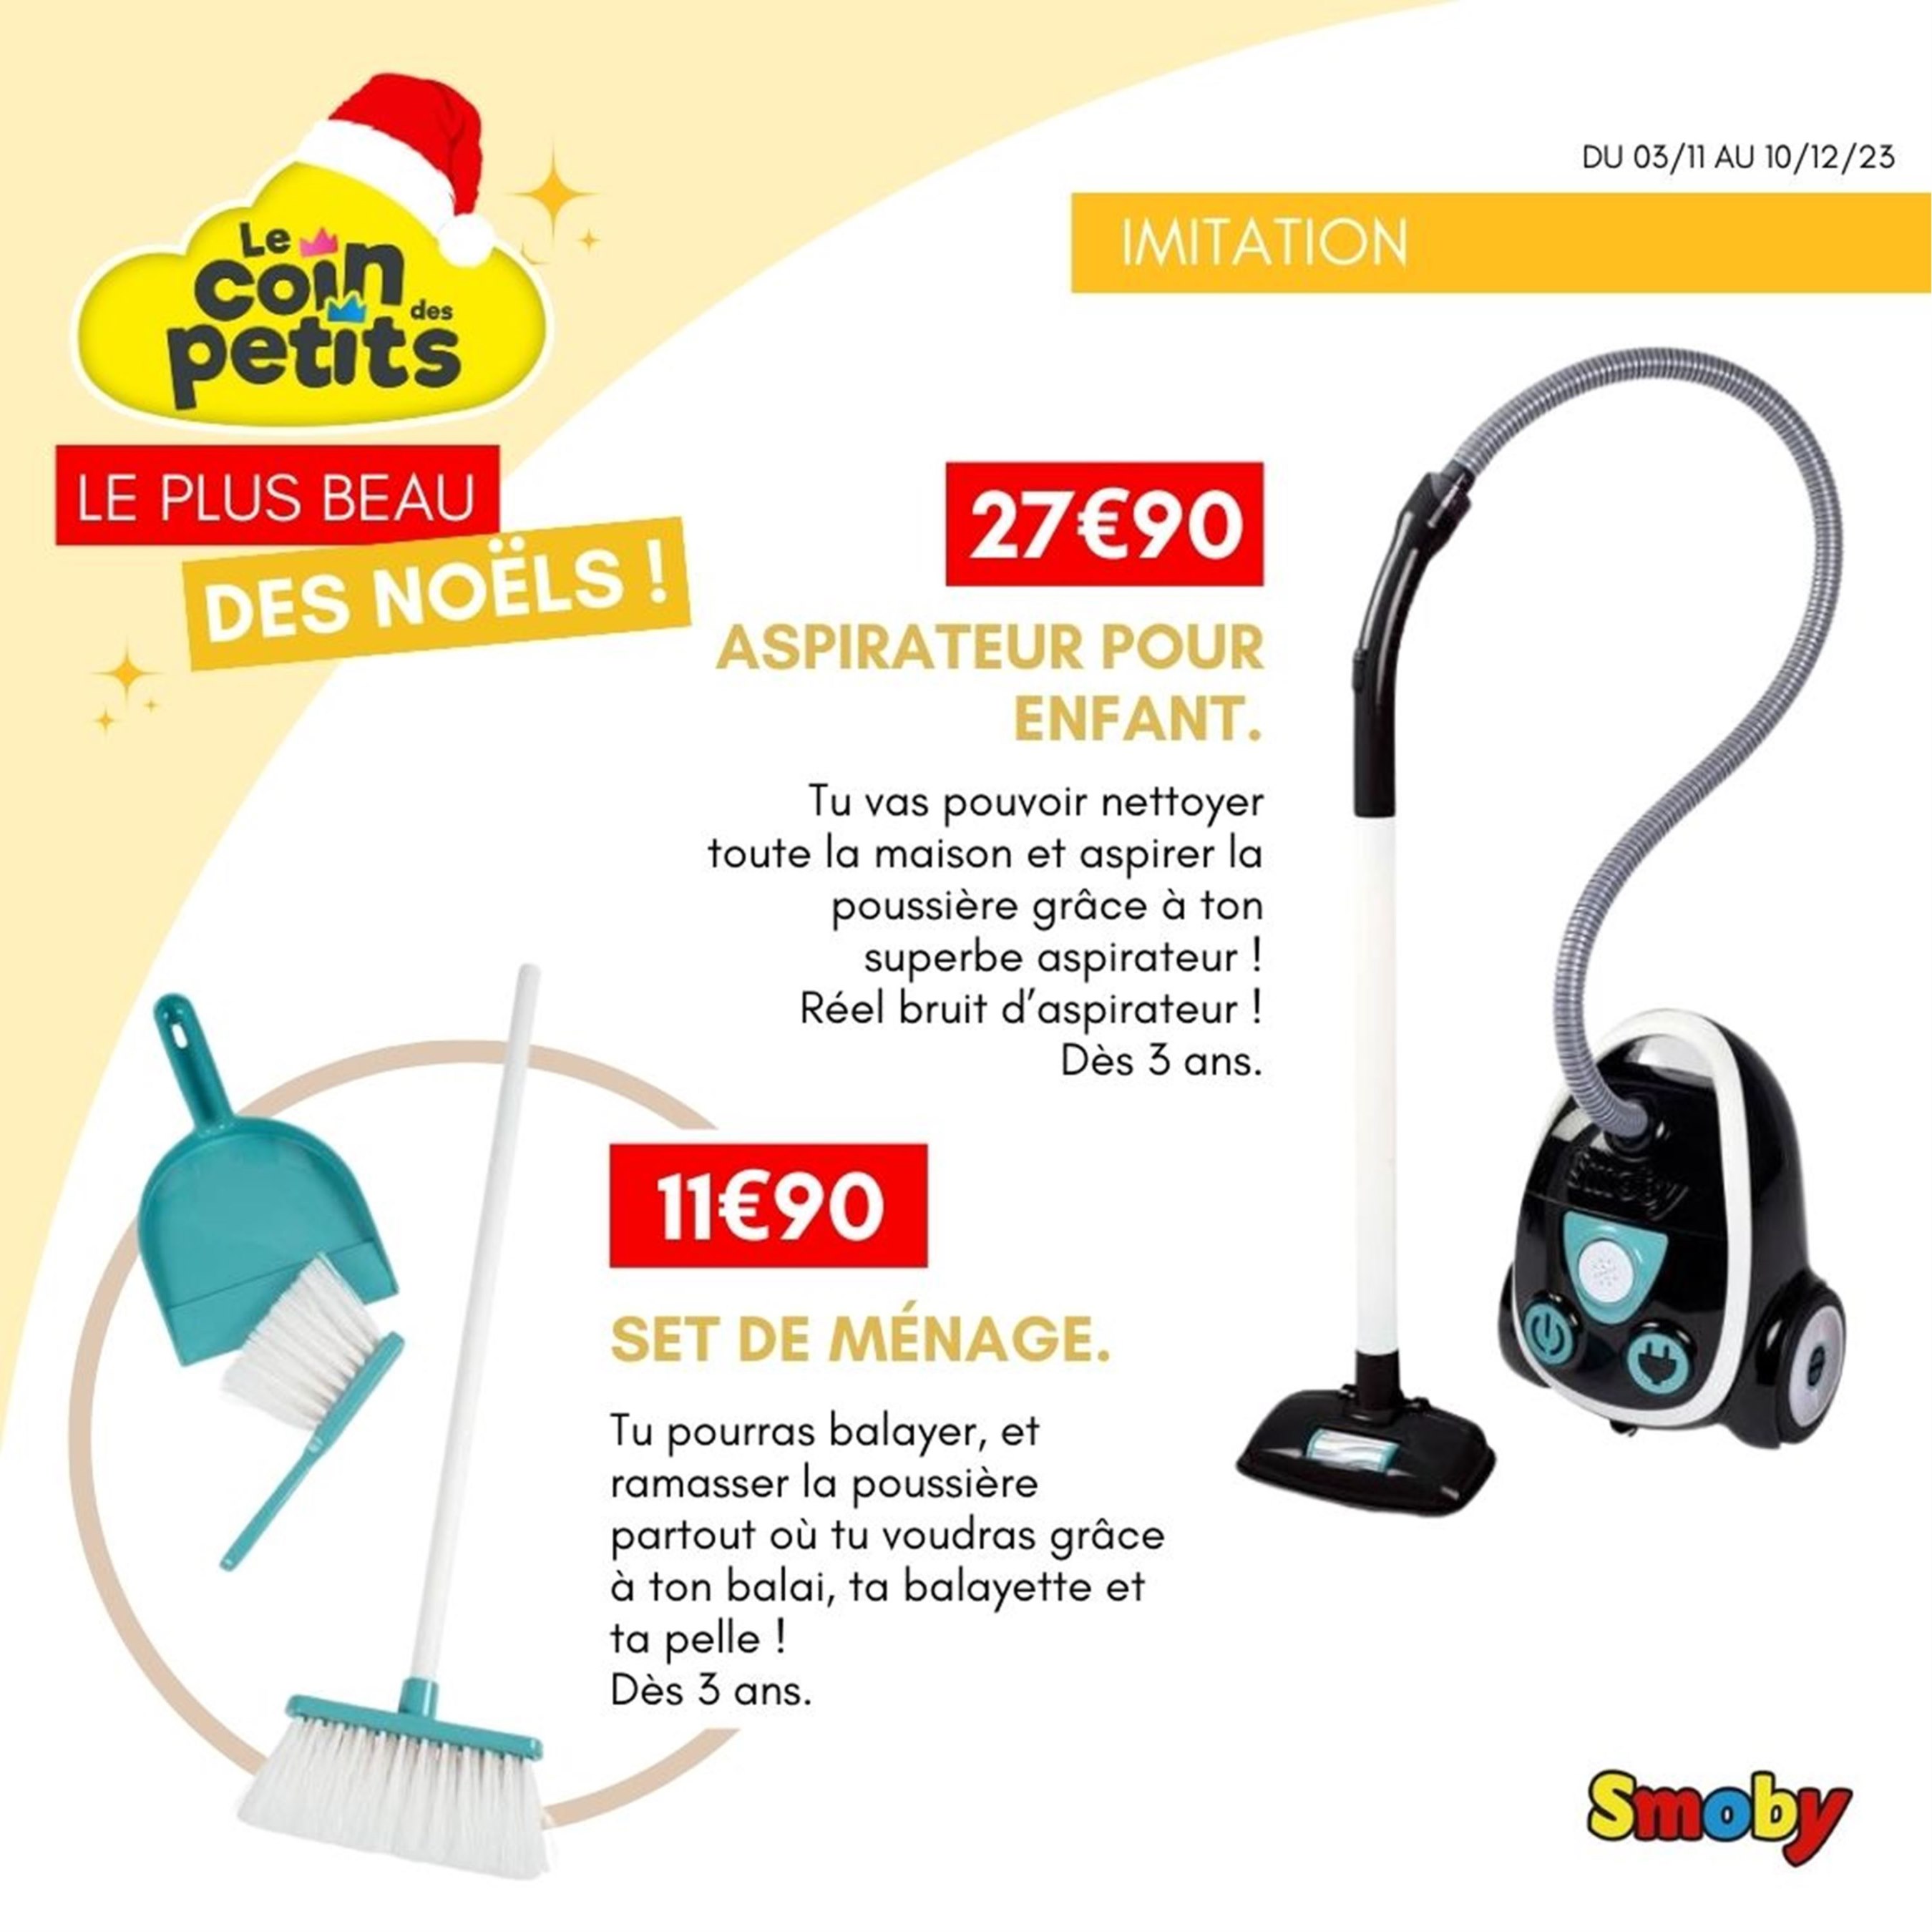 Le
coin des
petits
LE PLUS BEAU
DES NOËLS !
DU 03/11 AU 10/12/23
IMITATION
27€90
ASPIRATEUR POUR
ENFANT.
Tu vas pouvoir nettoyer
toute la maison et aspirer la
poussière grâce à ton
superbe aspirateur !
Réel bruit d’aspirateur !
Dès 3 ans.
Smoby
11€90
SET DE MÉNAGE.
Tu pourras balayer, et
ramasser la poussière
partout où tu voudras grâce
à ton balai, ta balayette et
ta pelle !
Dès 3 ans.
Smoby